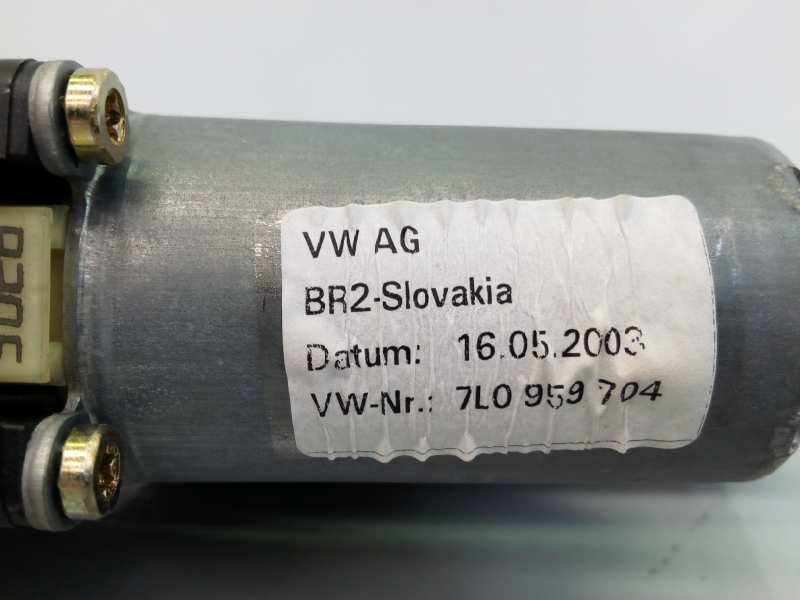 VW AG
BR2-Slovakia
Datum: 16.05.2003
VW-Nr.: 7L0 959 704